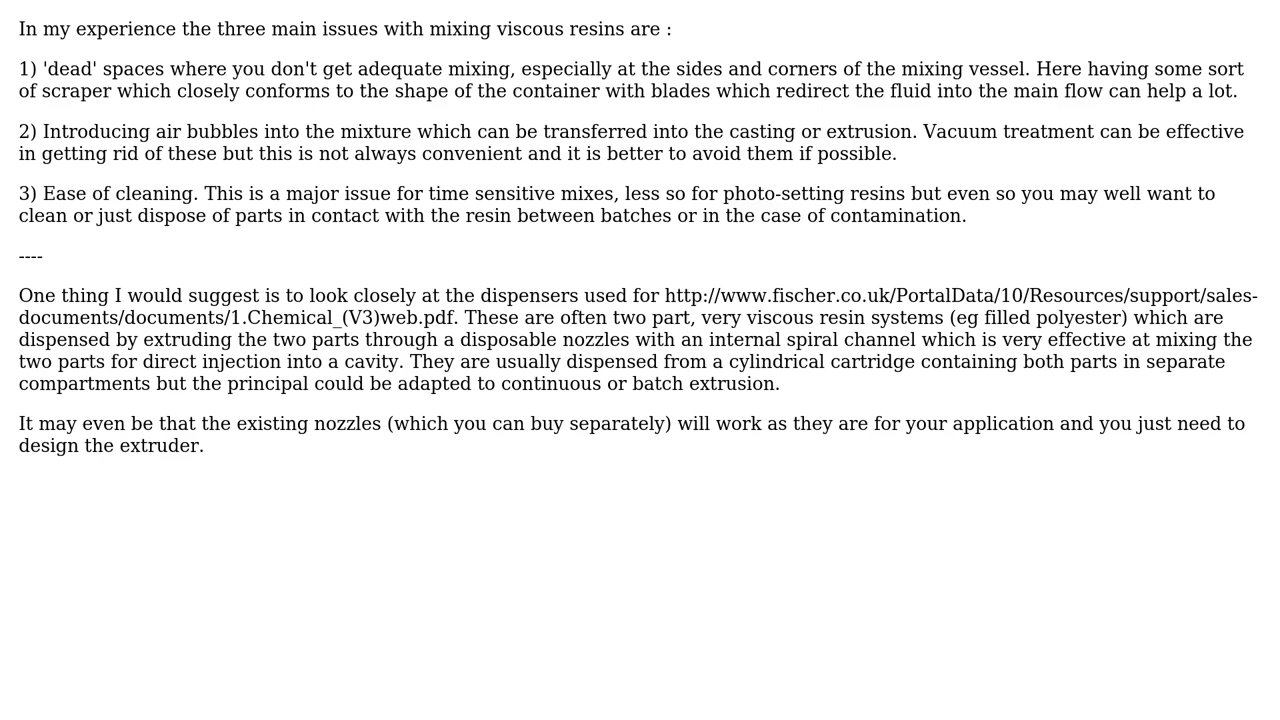 In my experience the three main issues with mixing viscous resins are :
1) 'dead' spaces where you don't get adequate mixing, especially at the sides and corners of the mixing vessel. Here having some sort
of scraper which closely conforms to the shape of the container with blades which redirect the fluid into the main flow can help a lot.
2) Introducing air bubbles into the mixture which can be transferred into the casting or extrusion. Vacuum treatment can be effective
in getting rid of these but this is not always convenient and it is better to avoid them if possible.
3) Ease of cleaning. This is a major issue for time sensitive mixes, less so for photo-setting resins but even so you may well want to
clean or just dispose of parts in contact with the resin between batches or in the case of contamination.
----
One thing I would suggest is to look closely at the dispensers used for http://www.fischer.co.uk/PortalData/10/Resources/support/sales-
documents/documents/1.Chemical_(V3)web.pdf. These are often two part, very viscous resin systems (eg filled polyester) which are
dispensed by extruding the two parts through a disposable nozzles with an internal spiral channel which is very effective at mixing the
two parts for direct injection into a cavity. They are usually dispensed from a cylindrical cartridge containing both parts in separate
compartments but the principal could be adapted to continuous or batch extrusion.
It may even be that the existing nozzles (which you can buy separately) will work as they are for your application and you just need to
design the extruder.